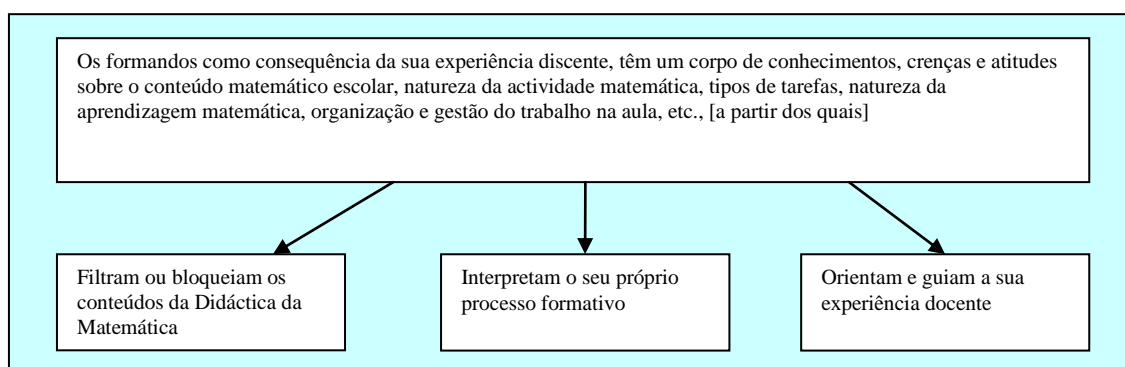 Os formandos como consequência da sua experiência discente, têm um corpo de conhecimentos, crenças e atitudes
sobre o conteúdo matemático escolar, natureza da actividade matemática, tipos de tarefas, natureza da
aprendizagem matemática, organização e gestão do trabalho na aula, etc., [a partir dos quais]
Filtram ou bloqueiam os
conteúdos da Didáctica da
Matemática
Interpretam o seu próprio
processo formativo
Orientam e guiam a sua
experiência docente